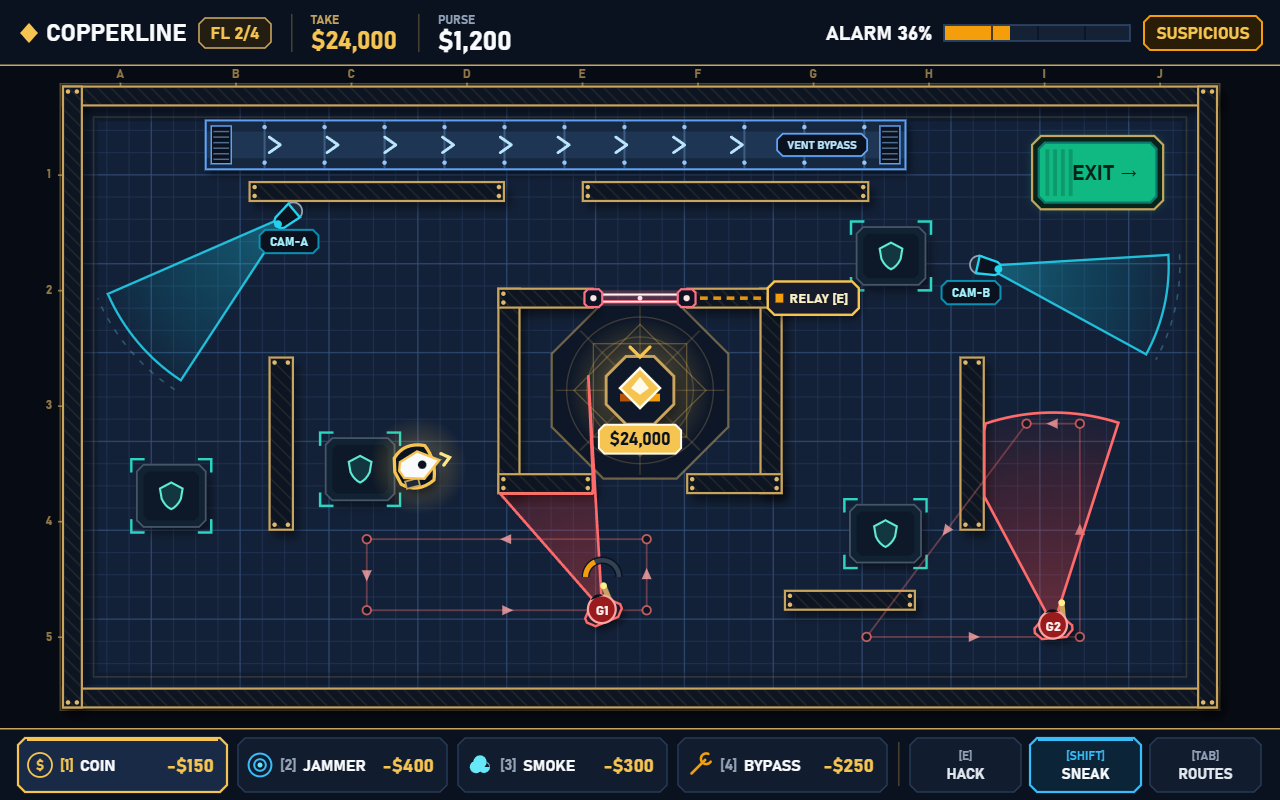 COPPERLINE
FL 2/4
TAKE
$24,000
PURSE
$1,200
ALARM 36%
SUSPICIOUS
A B C D E F G H I J
1
2
3
4
5
VENT BYPASS
EXIT →
CAM-A
CAM-B
RELAY [E]
$24,000
G1
G2
$ [1] COIN -$150
[2] JAMMER -$400
[3] SMOKE -$300
[4] BYPASS -$250
[E]
HACK
[SHIFT]
SNEAK
[TAB]
ROUTES